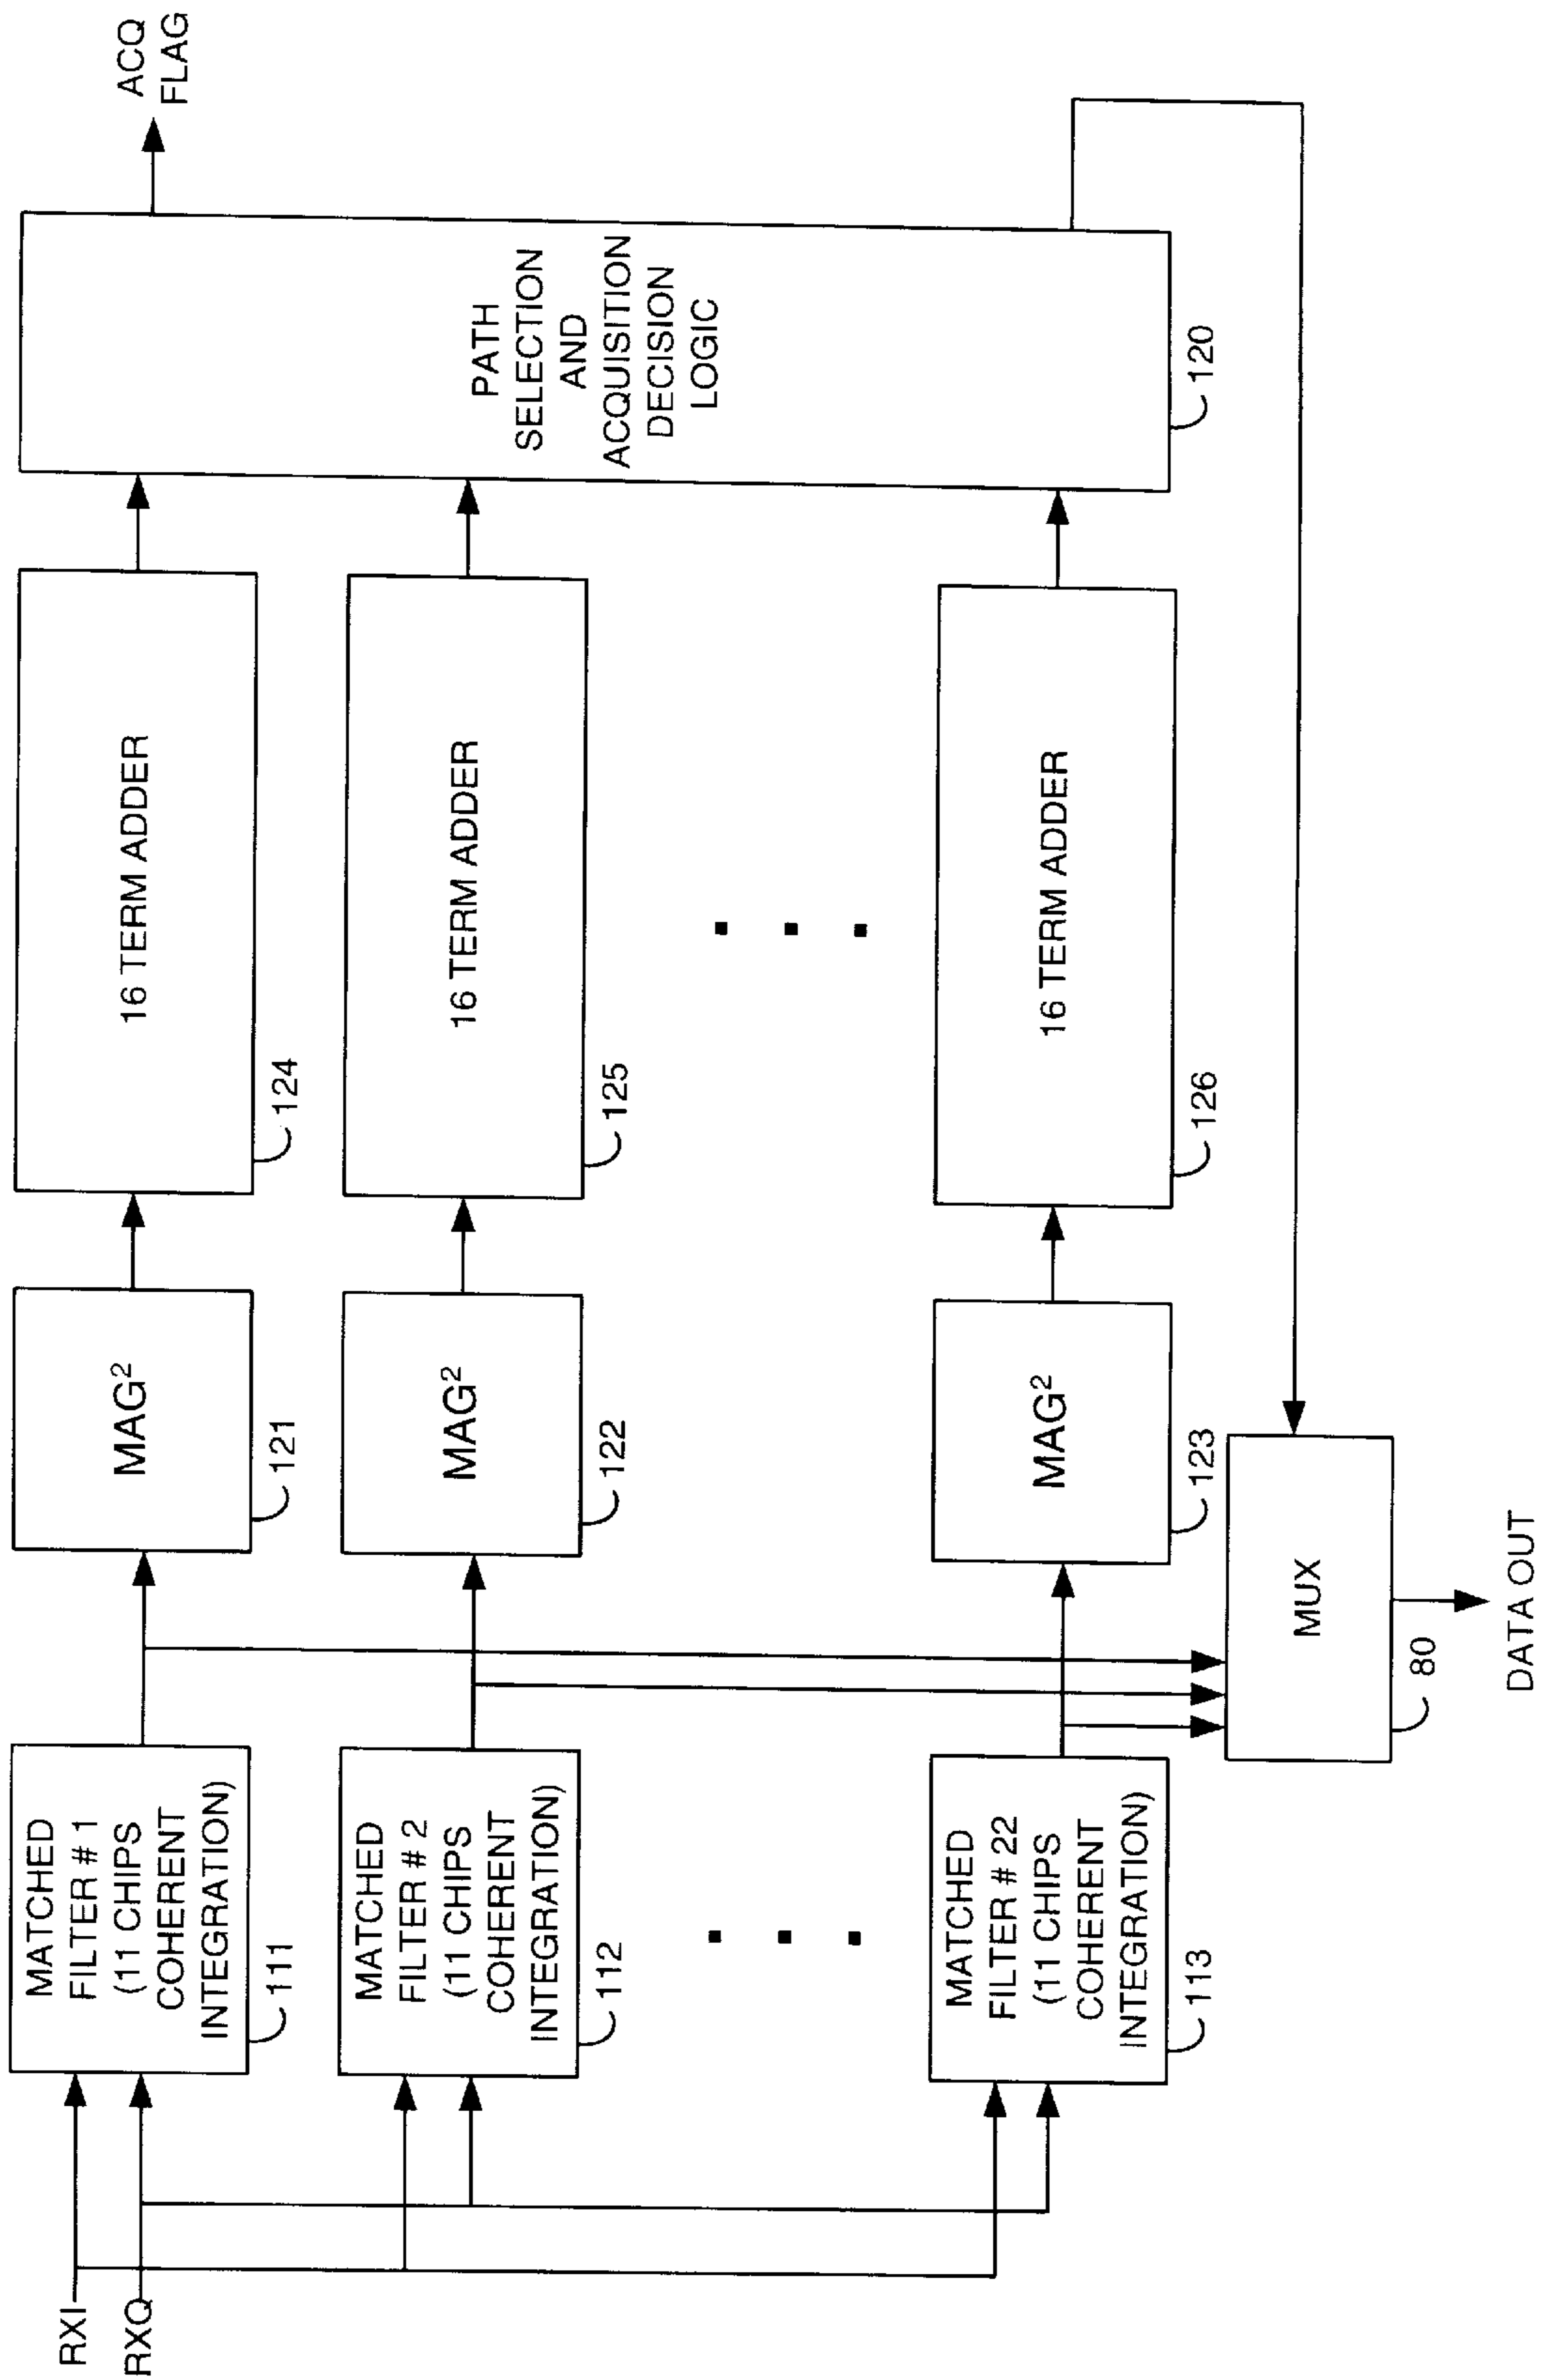 RXI
RXQ
MATCHED
FILTER # 1
(11 CHIPS
COHERENT
INTEGRATION)
111
MAG²
121
16 TERM ADDER
124
MATCHED
FILTER # 2
(11 CHIPS
COHERENT
INTEGRATION)
112
MAG²
122
16 TERM ADDER
125
MATCHED
FILTER # 22
(11 CHIPS
COHERENT
INTEGRATION)
113
MAG²
123
16 TERM ADDER
126
PATH
SELECTION
AND
ACQUISITION
DECISION
LOGIC
120
ACQ
FLAG
MUX
80
DATA OUT